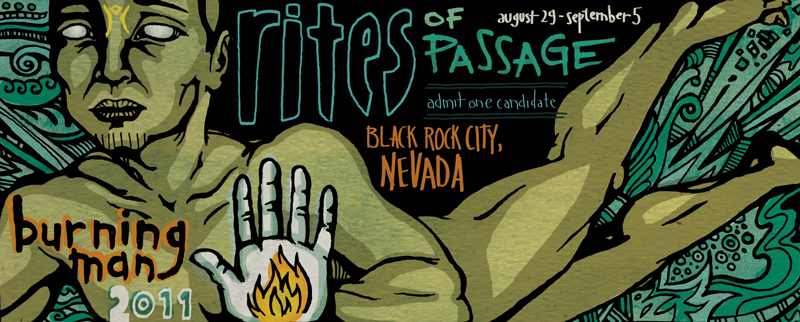 rites
OF
PASSAGE
august 29 - september 5
admit one candidate
BLACK ROCK CITY,
NEVADA
burning
man
2011